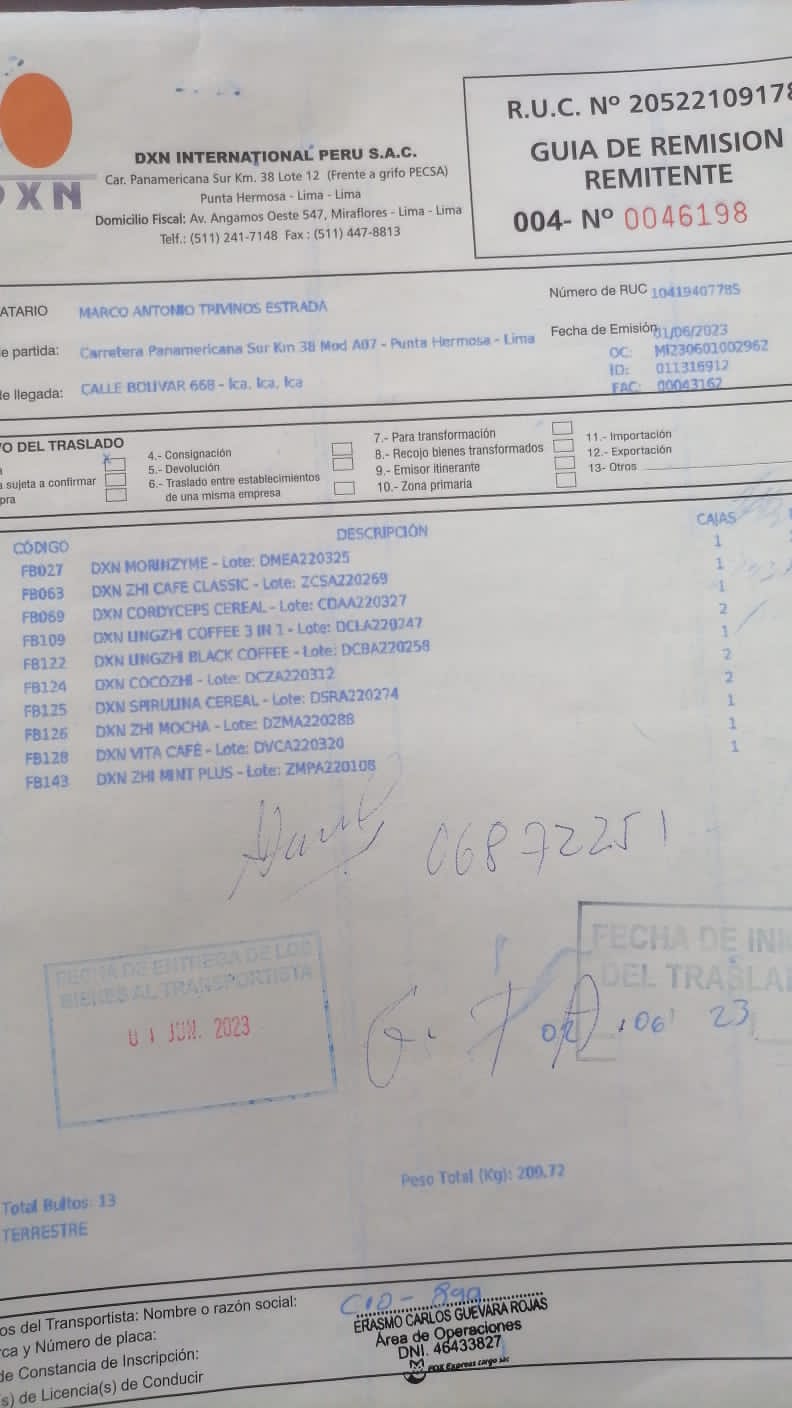 DXN
DXN INTERNATIONAL PERU S.A.C.
Car. Panamericana Sur Km. 38 Lote 12 (Frente a grifo PECSA)
Punta Hermosa - Lima - Lima
Domicilio Fiscal: Av. Angamos Oeste 547, Miraflores - Lima - Lima
Telf.: (511) 241-7148 Fax : (511) 447-8813
R.U.C. Nº 20522109178
GUIA DE REMISION
REMITENTE
004- Nº 0046198
ATARIO MARCO ANTONIO TRIVINOS ESTRADA
Número de RUC 10419407785
e partida: Carretera Panamericana Sur Km 38 Mod A07 - Punta Hermosa - Lima
Fecha de Emisión 01/06/2023
OC: MI230601002962
ID: 011316912
FAC: 00043162
de llegada: CALLE BOLIVAR 668 - Ica, Ica, Ica
VO DEL TRASLADO
a X
a sujeta a confirmar
pra
4.- Consignación
5.- Devolución
6.- Traslado entre establecimientos
de una misma empresa
7.- Para transformación
8.- Recojo bienes transformados
9.- Emisor itinerante
10.- Zona primaria
11.- Importación
12.- Exportación
13- Otros
CÓDIGO DESCRIPCIÓN CAJAS
FB027 DXN MORINZYME - Lote: DMEA220325 1
FB063 DXN ZHI CAFE CLASSIC - Lote: ZCSA220269 1
FB069 DXN CORDYCEPS CEREAL - Lote: CDAA220327 1
FB109 DXN LINGZHI COFFEE 3 IN 1 - Lote: DCLA220247 2
FB122 DXN LINGZHI BLACK COFFEE - Lote: DCBA220258 1
FB124 DXN COCOZHI - Lote: DCZA220312 2
FB125 DXN SPIRULINA CEREAL - Lote: DSRA220274 2
FB126 DXN ZHI MOCHA - Lote: DZMA220288 1
FB128 DXN VITA CAFÉ - Lote: DVCA220320 1
FB143 DXN ZHI MINT PLUS - Lote: ZMPA220108 1
06872251
FECHA DE ENTREGA DE LOS
BIENES AL TRANSPORTISTA
01 JUN. 2023
FECHA DE INI
DEL TRASLA
02.06 23
Total Bultos: 13
Peso Total (Kg): 209.72
TERRESTRE
os del Transportista: Nombre o razón social:
rca y Número de placa:
de Constancia de Inscripción:
(s) de Licencia(s) de Conducir
ERASMO CARLOS GUEVARA ROJAS
Área de Operaciones
DNI. 46433827